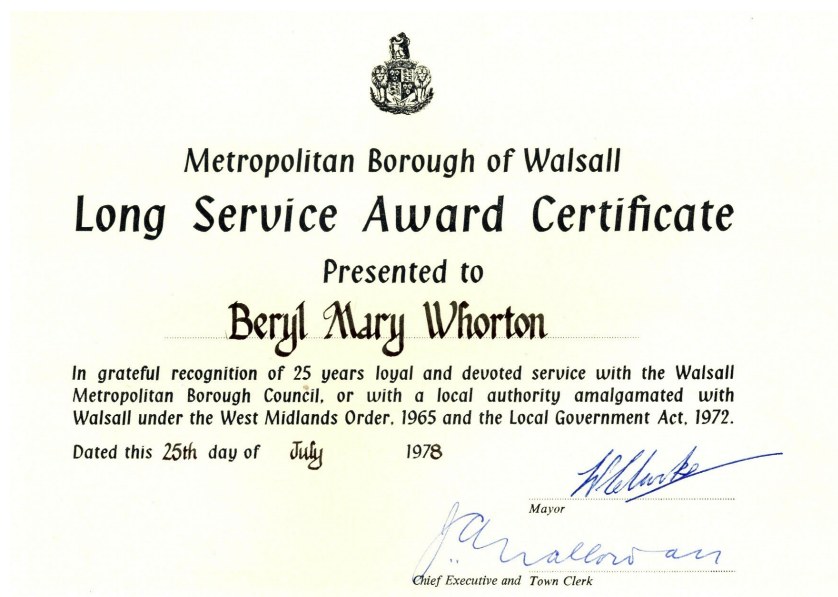 Metropolitan Borough of Walsall
Long Service Award Certificate
Presented to
Beryl Mary Whorton
In grateful recognition of 25 years loyal and devoted service with the Walsall
Metropolitan Borough Council, or with a local authority amalgamated with
Walsall under the West Midlands Order, 1965 and the Local Government Act, 1972.
Dated this 25th day of July 1978
Mayor
Chief Executive and Town Clerk